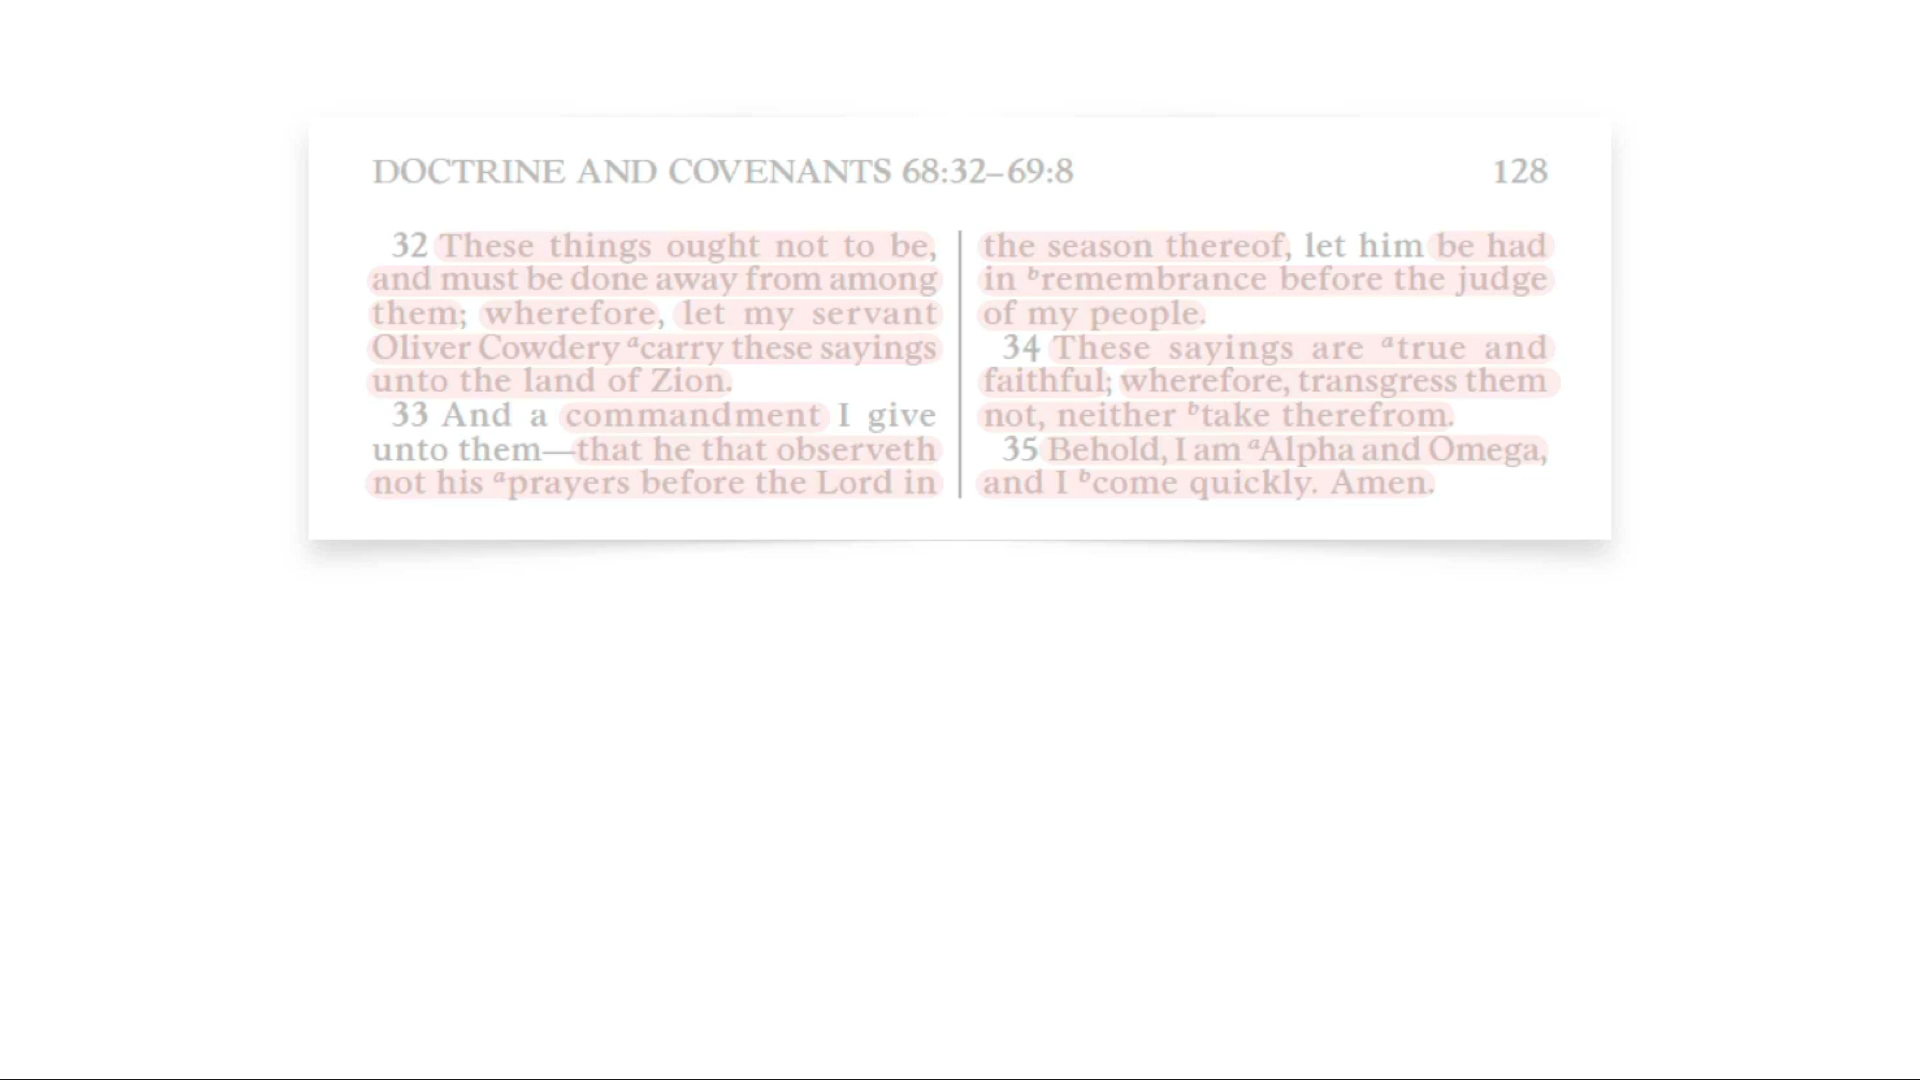 DOCTRINE AND COVENANTS 68:32–69:8 128
32 These things ought not to be,
and must be done away from among
them; wherefore, let my servant
Oliver Cowdery ᵃcarry these sayings
unto the land of Zion.
33 And a commandment I give
unto them—that he that observeth
not his ᵃprayers before the Lord in
the season thereof, let him be had
in ᵇremembrance before the judge
of my people.
34 These sayings are ᵃtrue and
faithful; wherefore, transgress them
not, neither ᵇtake therefrom.
35 Behold, I am ᵃAlpha and Omega,
and I ᵇcome quickly. Amen.